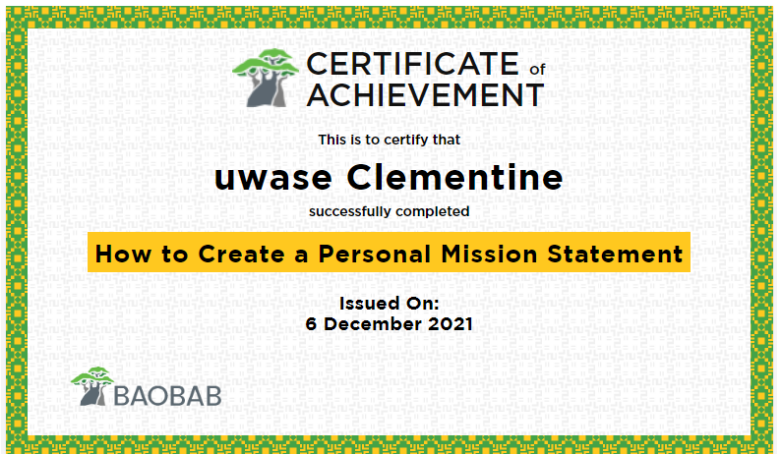 CERTIFICATE of
ACHIEVEMENT
This is to certify that
uwase Clementine
successfully completed
How to Create a Personal Mission Statement
Issued On:
6 December 2021
BAOBAB